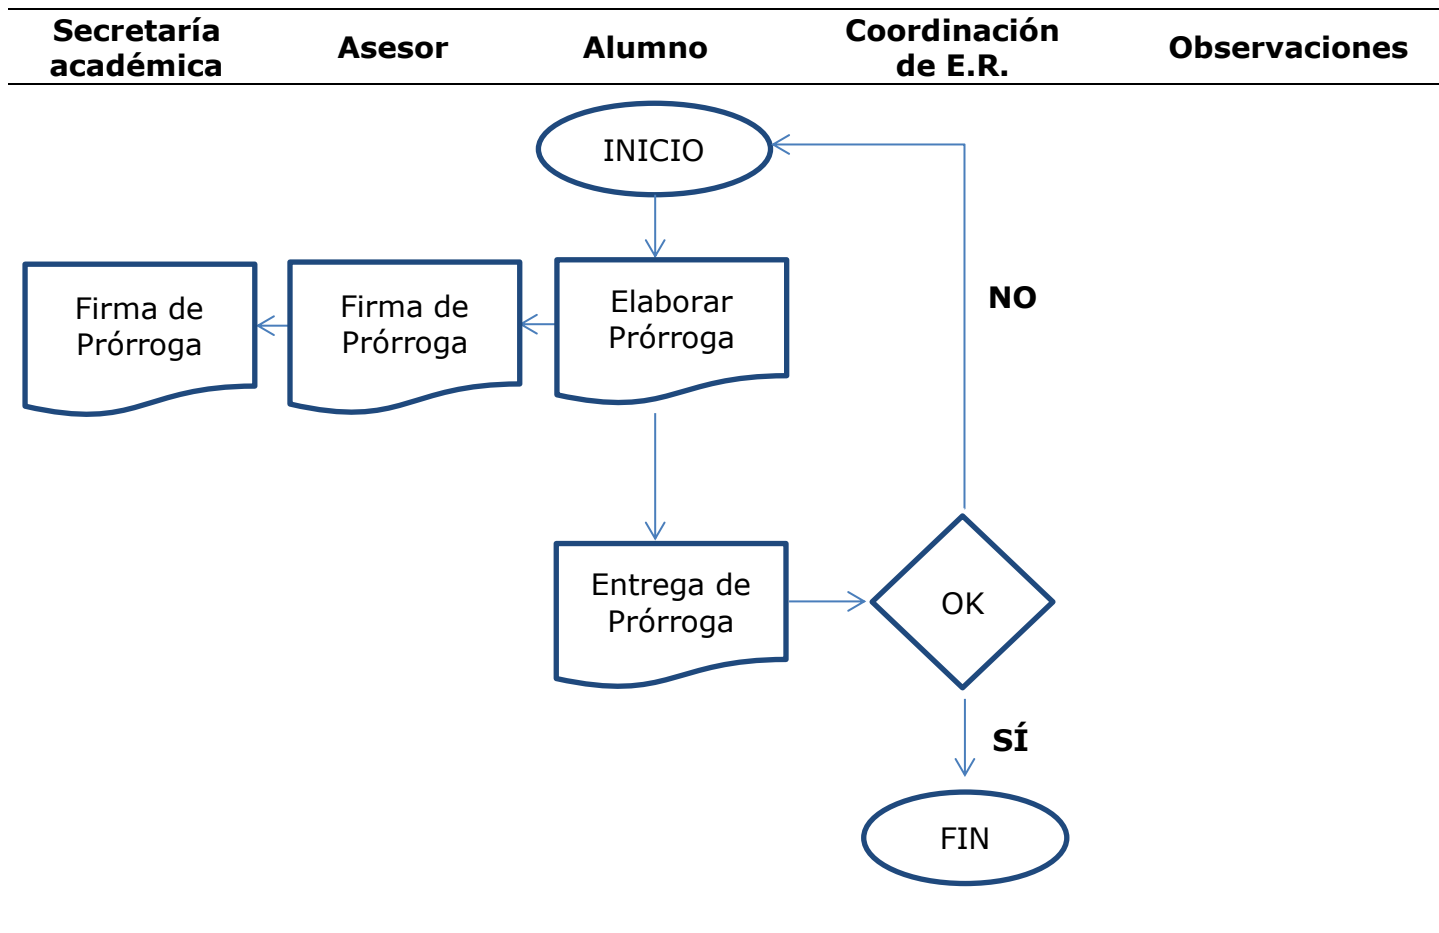 Secretaría
académica
Asesor
Alumno
Coordinación
de E.R.
Observaciones
INICIO
Firma de
Prórroga
Firma de
Prórroga
Elaborar
Prórroga
NO
Entrega de
Prórroga
OK
SÍ
FIN